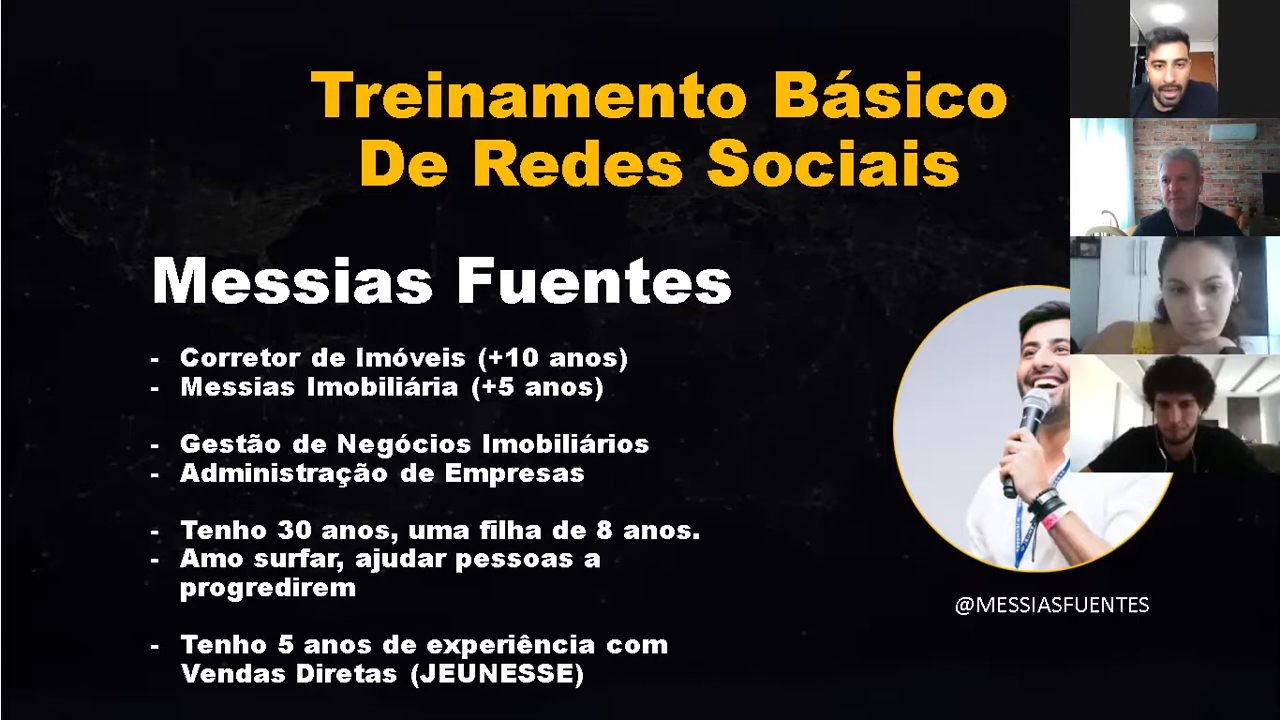 Treinamento Básico
De Redes Sociais
Messias Fuentes
- Corretor de Imóveis (+10 anos)
- Messias Imobiliária (+5 anos)
- Gestão de Negócios Imobiliários
- Administração de Empresas
- Tenho 30 anos, uma filha de 8 anos.
- Amo surfar, ajudar pessoas a
progredirem
- Tenho 5 anos de experiência com
Vendas Diretas (JEUNESSE)
@MESSIASFUENTES